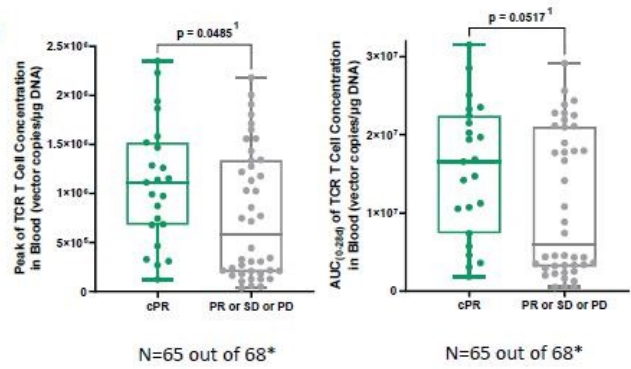 p = 0.0485¹
Peak of TCR T Cell Concentration
in Blood (vector copies/µg DNA)
2.5×10⁶
2×10⁶
1.5×10⁶
1×10⁶
5×10⁵
0
cPR
PR or SD or PD
N=65 out of 68*
p = 0.0517¹
AUC(0-28d) of TCR T Cell Concentration
in Blood (vector copies/µg DNA)
3×10⁷
2×10⁷
1×10⁷
0
cPR
PR or SD or PD
N=65 out of 68*